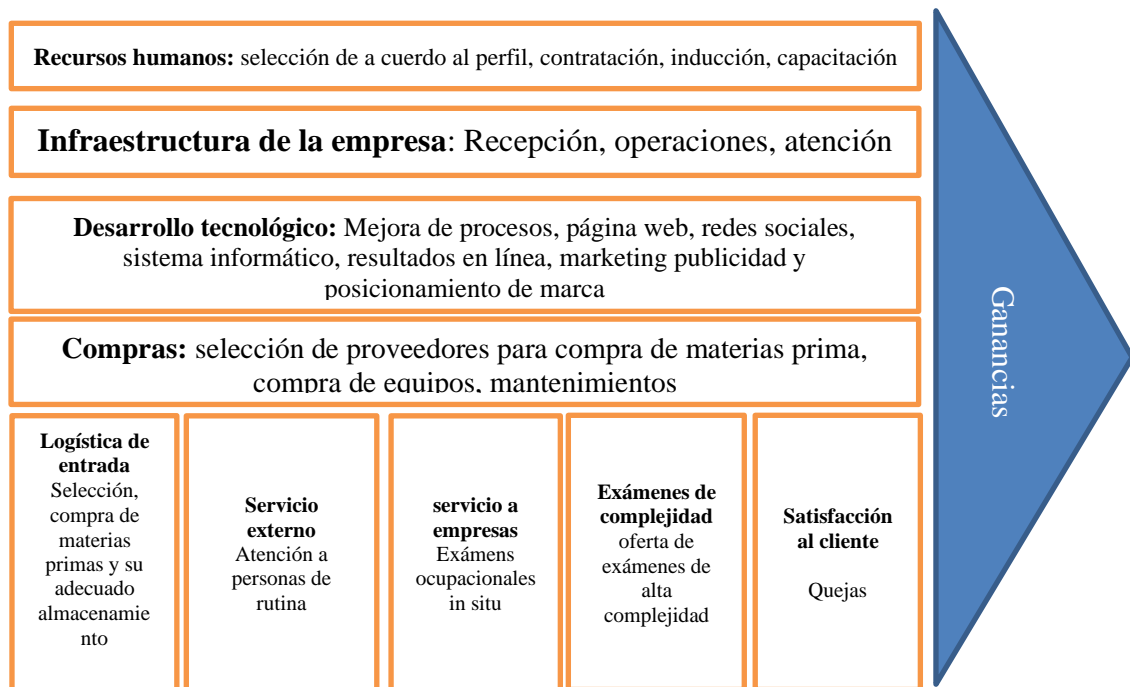 Recursos humanos: selección de a cuerdo al perfil, contratación, inducción, capacitación
Infraestructura de la empresa: Recepción, operaciones, atención
Desarrollo tecnológico: Mejora de procesos, página web, redes sociales,
sistema informático, resultados en línea, marketing publicidad y
posicionamiento de marca
Compras: selección de proveedores para compra de materias prima,
compra de equipos, mantenimientos
Logística de
entrada
Selección,
compra de
materias
primas y su
adecuado
almacenamie
nto
Servicio
externo
Atención a
personas de
rutina
servicio a
empresas
Exámens
ocupacionales
in situ
Exámenes de
complejidad
oferta de
exámenes de
alta
complejidad
Satisfacción
al cliente
Quejas
Ganancias